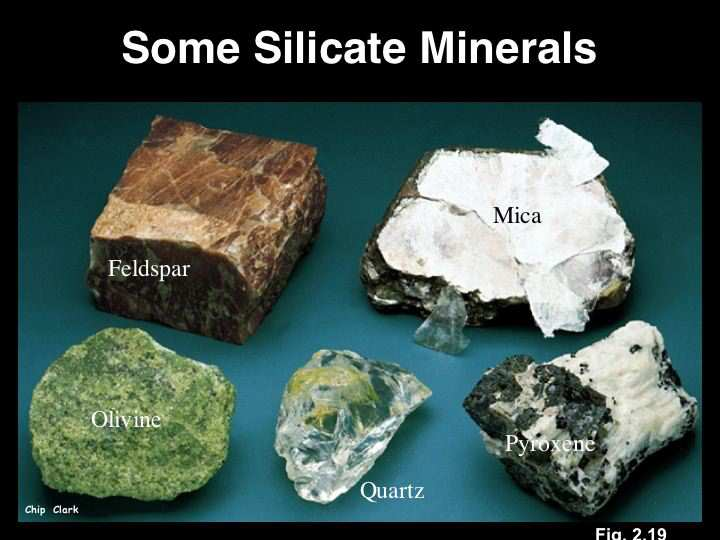 Some Silicate Minerals
Mica
Feldspar
Olivine
Pyroxene
Quartz
Chip Clark
Fig. 2.19